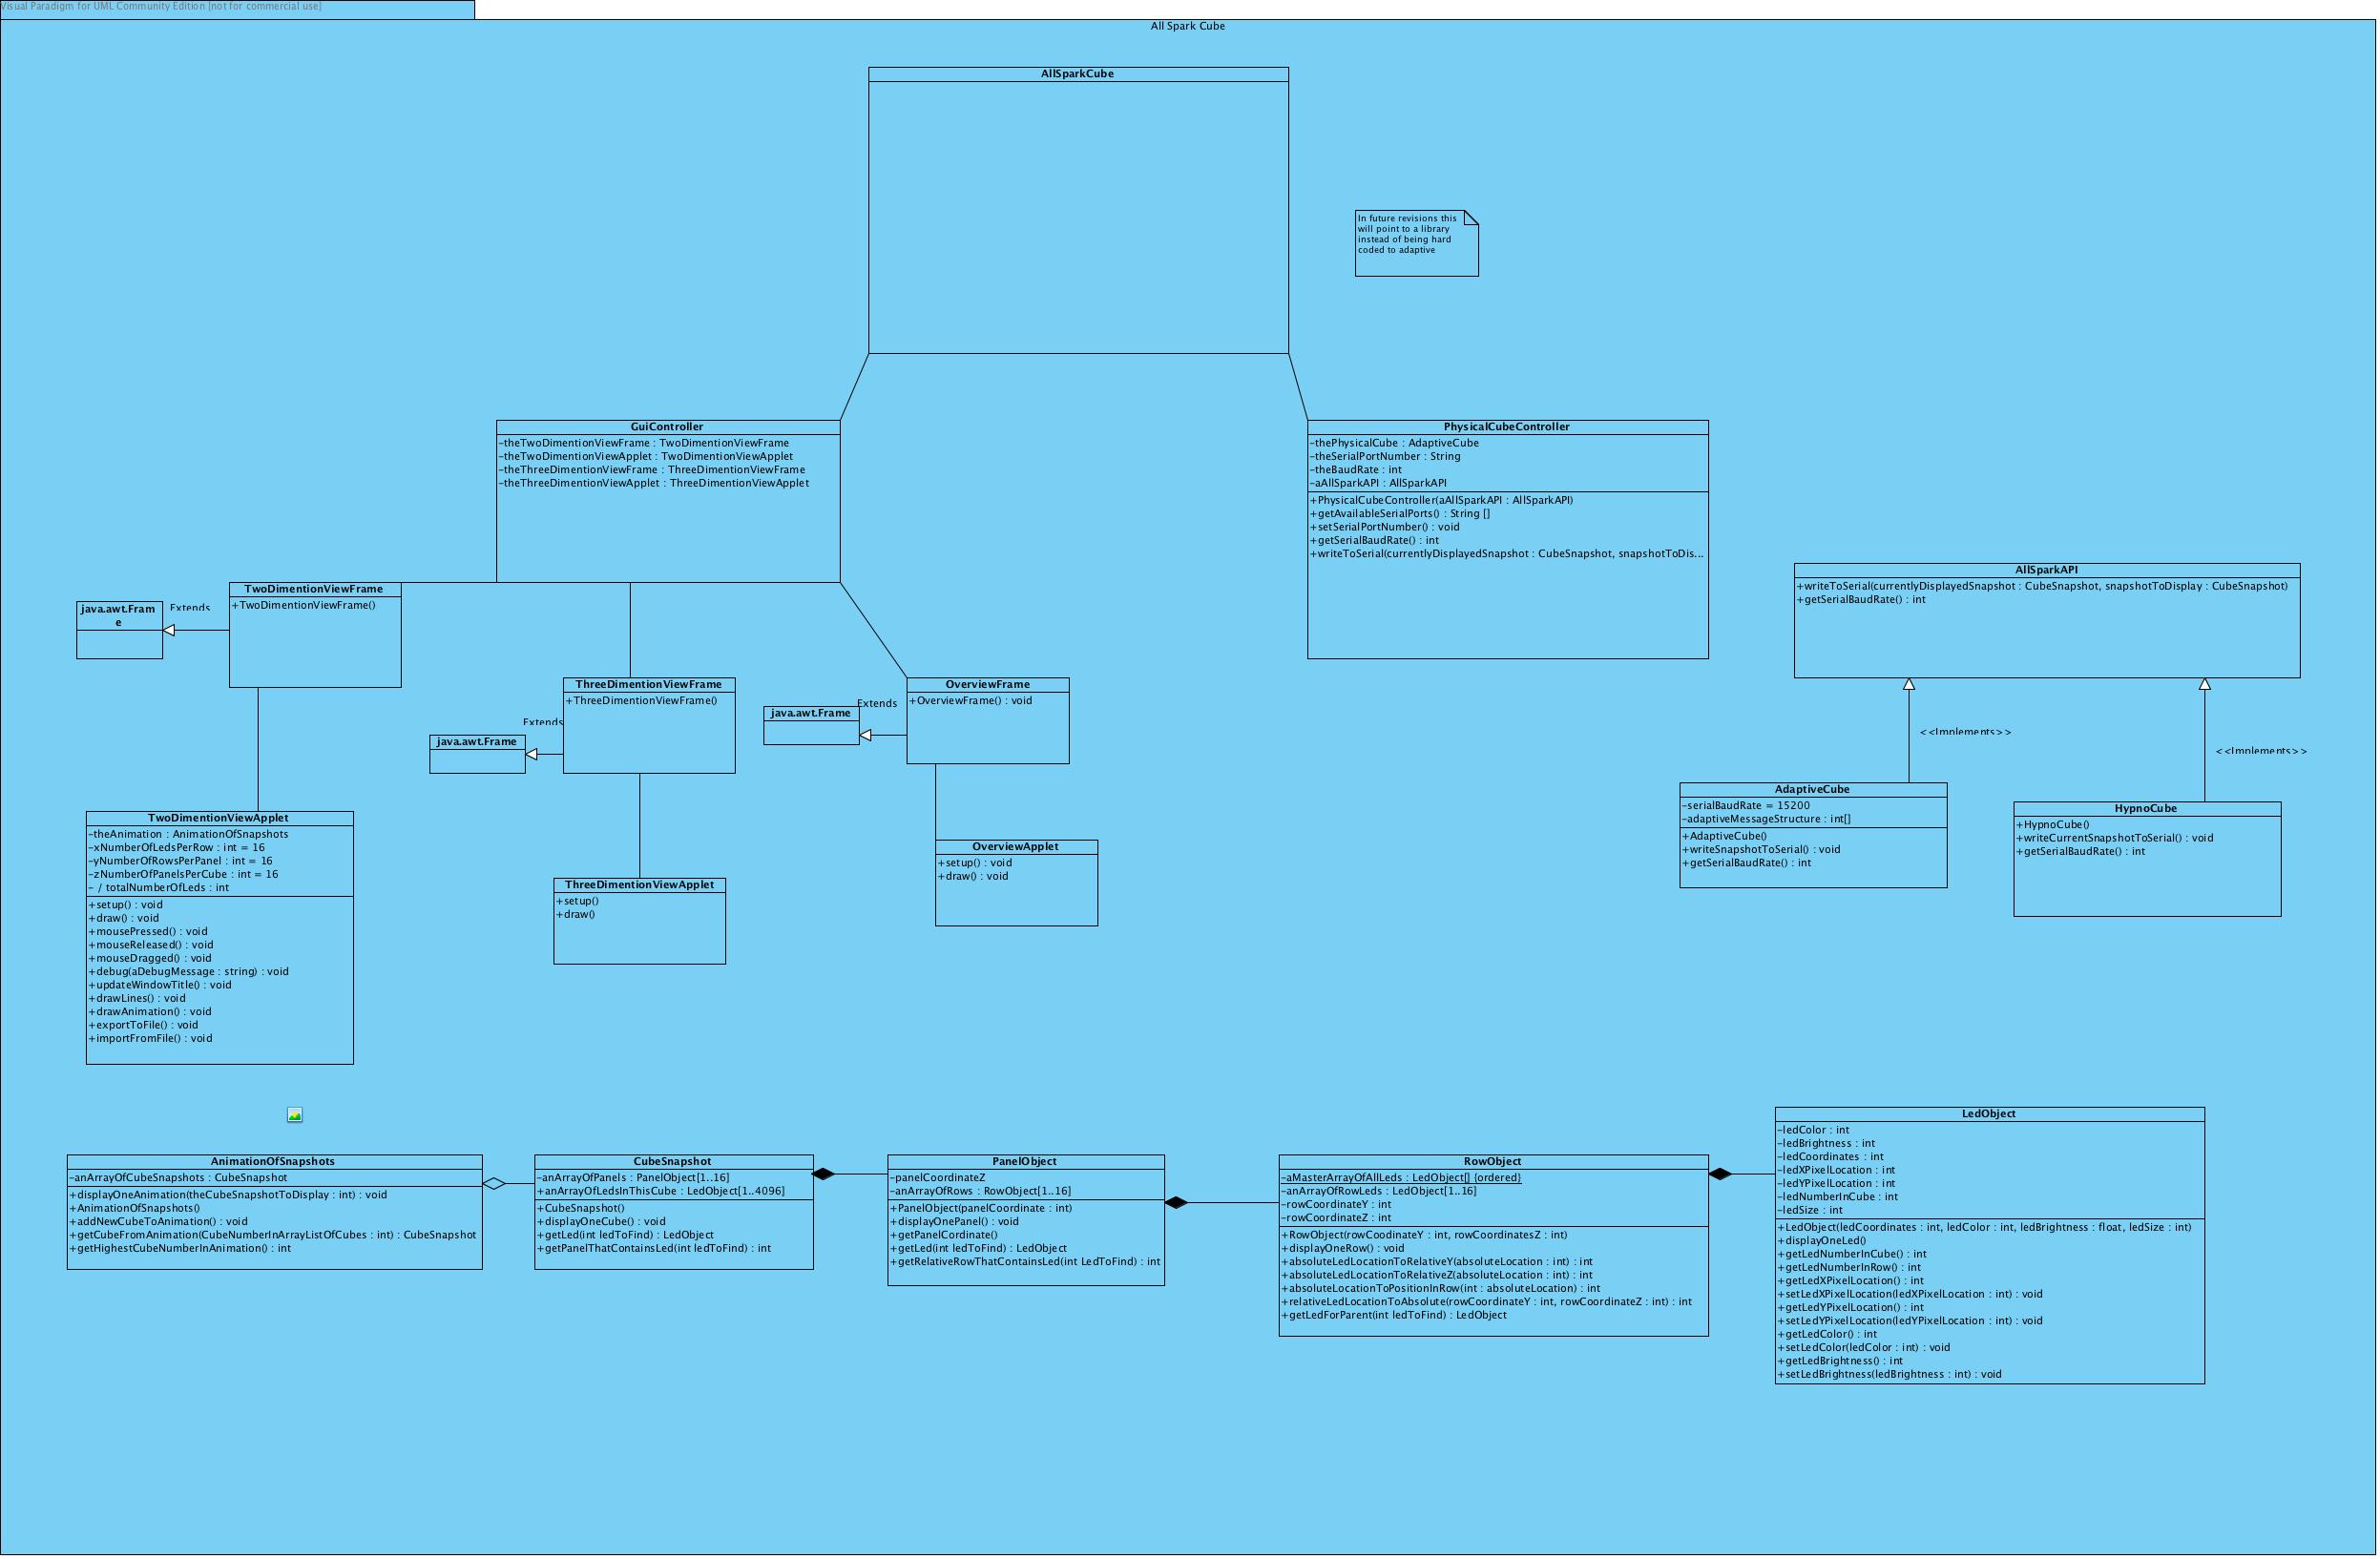 Visual Paradigm for UML Community Edition [not for commercial use]
All Spark Cube
AllSparkCube
In future revisions this
will point to a library
instead of being hard
coded to adaptive
GuiController
-theTwoDimentionViewFrame : TwoDimentionViewFrame
-theTwoDimentionViewApplet : TwoDimentionViewApplet
-theThreeDimentionViewFrame : ThreeDimentionViewFrame
-theThreeDimentionViewApplet : ThreeDimentionViewApplet
PhysicalCubeController
-thePhysicalCube : AdaptiveCube
-theSerialPortNumber : String
-theBaudRate : int
-aAllSparkAPI : AllSparkAPI
+PhysicalCubeController(aAllSparkAPI : AllSparkAPI)
+getAvailableSerialPorts() : String []
+setSerialPortNumber() : void
+getSerialBaudRate() : int
+writeToSerial(currentlyDisplayedSnapshot : CubeSnapshot, snapshotToDis...
AllSparkAPI
+writeToSerial(currentlyDisplayedSnapshot : CubeSnapshot, snapshotToDisplay : CubeSnapshot)
+getSerialBaudRate() : int
TwoDimentionViewFrame
+TwoDimentionViewFrame()
java.awt.Fram
e
Extends
ThreeDimentionViewFrame
+ThreeDimentionViewFrame()
Extends
java.awt.Frame
OverviewFrame
+OverviewFrame() : void
Extends
java.awt.Frame
<<Implements>>
<<Implements>>
AdaptiveCube
-serialBaudRate = 15200
-adaptiveMessageStructure : int[]
+AdaptiveCube()
+writeSnapshotToSerial() : void
+getSerialBaudRate() : int
HypnoCube
+HypnoCube()
+writeCurrentSnapshotToSerial() : void
+getSerialBaudRate() : int
TwoDimentionViewApplet
-theAnimation : AnimationOfSnapshots
-xNumberOfLedsPerRow : int = 16
-yNumberOfRowsPerPanel : int = 16
-zNumberOfPanelsPerCube : int = 16
- / totalNumberOfLeds : int
+setup() : void
+draw() : void
+mousePressed() : void
+mouseReleased() : void
+mouseDragged() : void
+debug(aDebugMessage : string) : void
+updateWindowTitle() : void
+drawLines() : void
+drawAnimation() : void
+exportToFile() : void
+importFromFile() : void
ThreeDimentionViewApplet
+setup()
+draw()
OverviewApplet
+setup() : void
+draw() : void
AnimationOfSnapshots
-anArrayOfCubeSnapshots : CubeSnapshot
+displayOneAnimation(theCubeSnapshotToDisplay : int) : void
+AnimationOfSnapshots()
+addNewCubeToAnimation() : void
+getCubeFromAnimation(CubeNumberInArrayListOfCubes : int) : CubeSnapshot
+getHighestCubeNumberInAnimation() : int
CubeSnapshot
-anArrayOfPanels : PanelObject[1..16]
+anArrayOfLedsInThisCube : LedObject[1..4096]
+CubeSnapshot()
+displayOneCube() : void
+getLed(int ledToFind) : LedObject
+getPanelThatContainsLed(int ledToFind) : int
PanelObject
-panelCoordinateZ
-anArrayOfRows : RowObject[1..16]
+PanelObject(panelCoordinate : int)
+displayOnePanel() : void
+getPanelCordinate()
+getLed(int ledToFind) : LedObject
+getRelativeRowThatContainsLed(int LedToFind) : int
RowObject
-aMasterArrayOfAllLeds : LedObject[] {ordered}
-anArrayOfRowLeds : LedObject[1..16]
-rowCoordinateY : int
-rowCoordinateZ : int
+RowObject(rowCoodinateY : int, rowCoordinatesZ : int)
+displayOneRow() : void
+absoluteLedLocationToRelativeY(absoluteLocation : int) : int
+absoluteLedLocationToRelativeZ(absoluteLocation : int) : int
+absoluteLocationToPositionInRow(int : absoluteLocation) : int
+relativeLedLocationToAbsolute(rowCoordinateY : int, rowCoordinateZ : int) : int
+getLedForParent(int ledToFind) : LedObject
LedObject
-ledColor : int
-ledBrightness : int
-ledCoordinates : int
-ledXPixelLocation : int
-ledYPixelLocation : int
-ledNumberInCube : int
-ledSize : int
+LedObject(ledCoordinates : int, ledColor : int, ledBrightness : float, ledSize : int)
+displayOneLed()
+getLedNumberInCube() : int
+getLedNumberInRow() : int
+getLedXPixelLocation() : int
+setLedXPixelLocation(ledXPixelLocation : int) : void
+getLedYPixelLocation() : int
+setLedYPixelLocation(ledYPixelLocation : int) : void
+getLedColor() : int
+setLedColor(ledColor : int) : void
+getLedBrightness() : int
+setLedBrightness(ledBrightness : int) : void